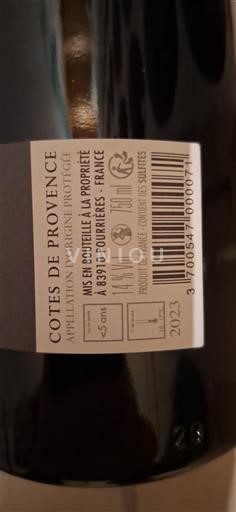 COTES DE PROVENCE
APPELLATION D'ORIGINE PROTÉGÉE
MIS EN BOUTEILLE À LA PROPRIÉTÉ
À 83910 POURRIÈRES - FRANCE
14 % Vol
750 ml
PRODUIT DE FRANCE - CONTIENT DES SULFITES
<5 ans
2023
3 700547 000071